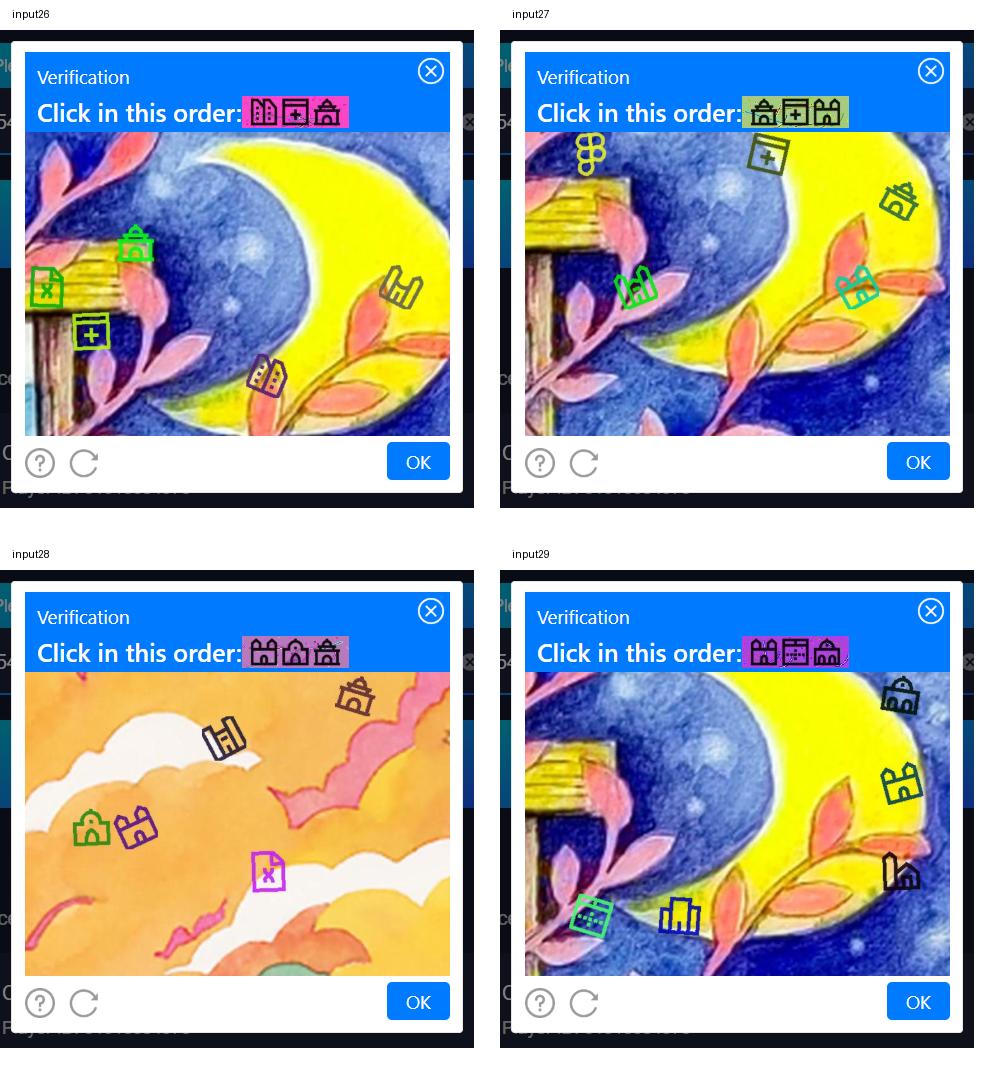 input26
Verification
Click in this order:
OK
input27
Verification
Click in this order:
OK
input28
Verification
Click in this order:
OK
input29
Verification
Click in this order:
OK